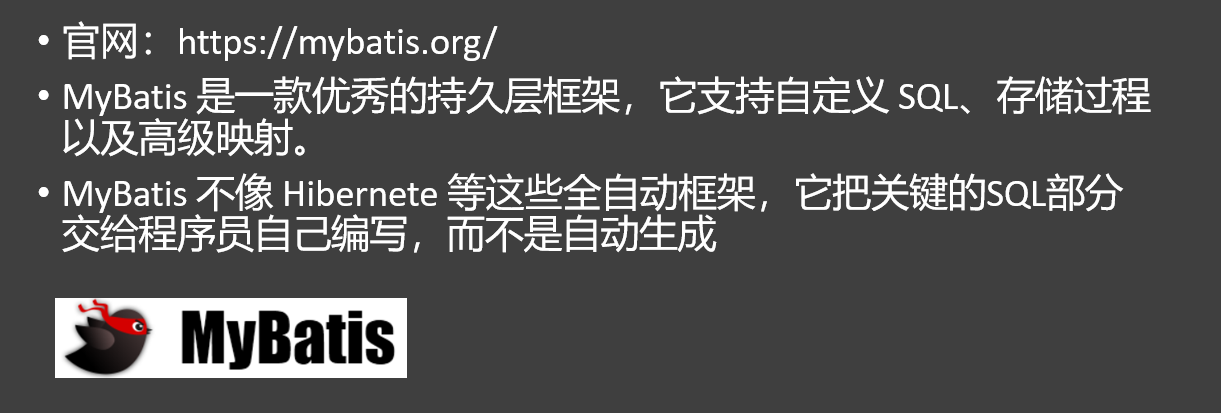 • 官网：https://mybatis.org/
• MyBatis 是一款优秀的持久层框架，它支持自定义 SQL、存储过程
以及高级映射。
• MyBatis 不像 Hibernete 等这些全自动框架，它把关键的SQL部分
交给程序员自己编写，而不是自动生成
MyBatis